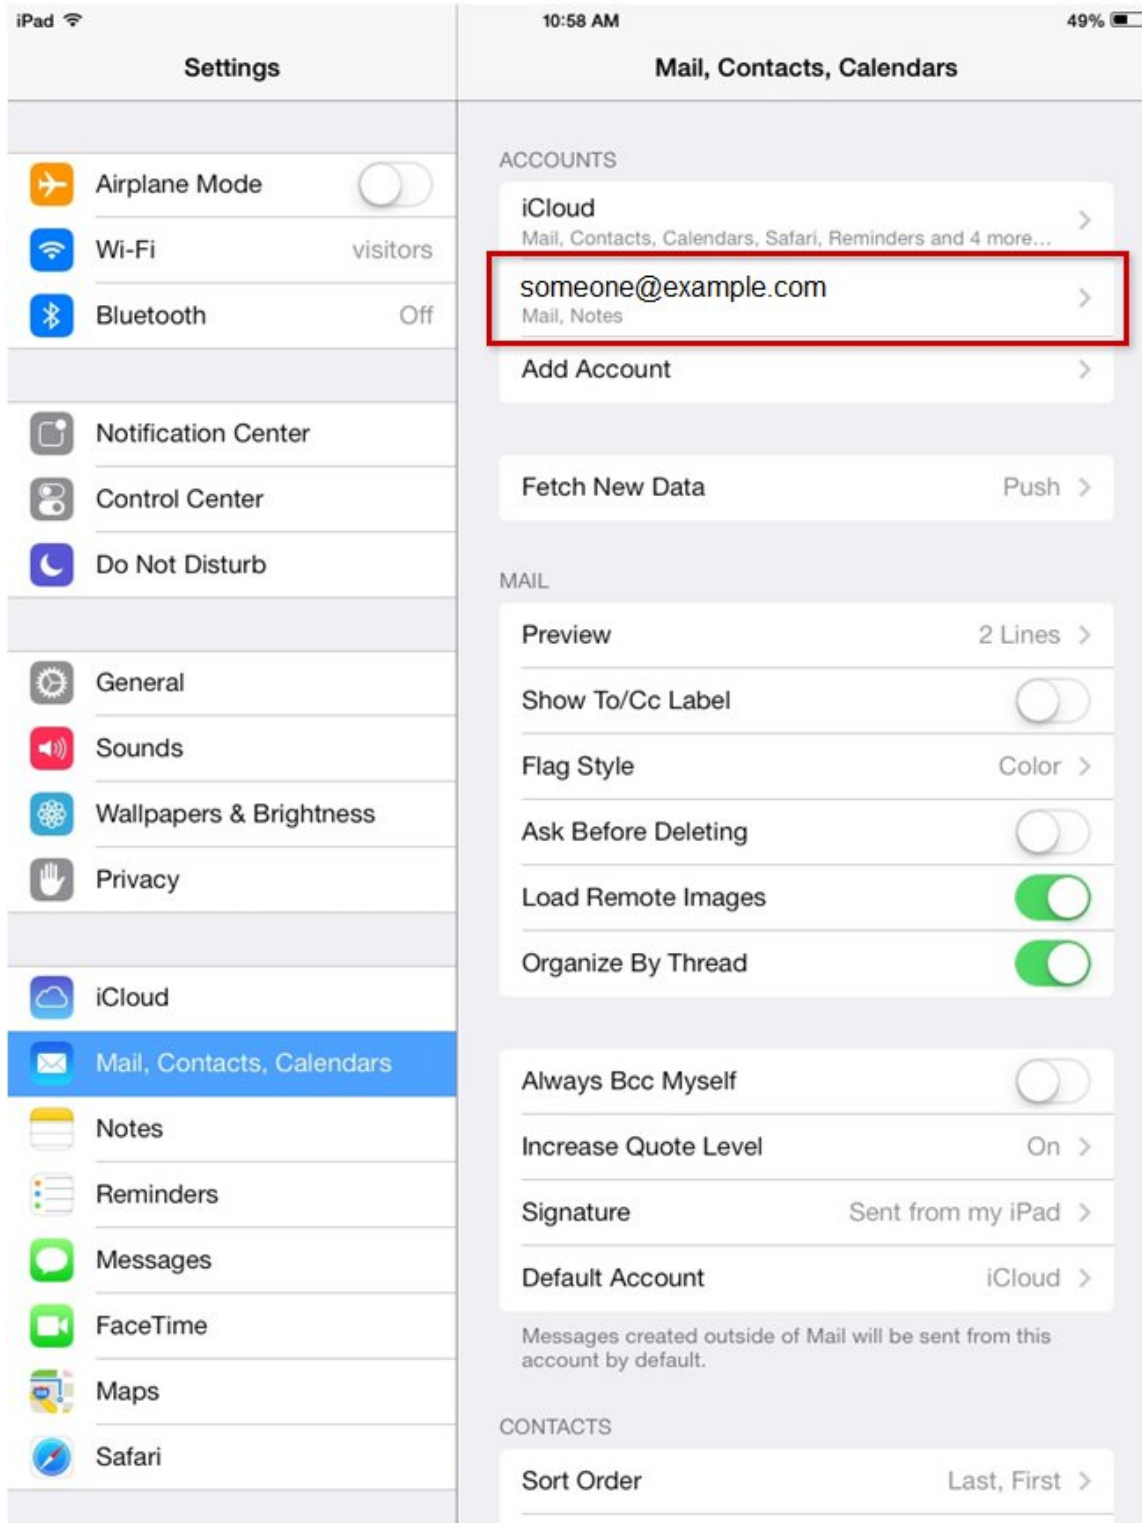 iPad
10:58 AM
49%
Settings
Mail, Contacts, Calendars
Airplane Mode
Wi-Fi
visitors
Bluetooth
Off
Notification Center
Control Center
Do Not Disturb
General
Sounds
Wallpapers & Brightness
Privacy
iCloud
Mail, Contacts, Calendars
Notes
Reminders
Messages
FaceTime
Maps
Safari
ACCOUNTS
iCloud
Mail, Contacts, Calendars, Safari, Reminders and 4 more...
someone@example.com
Mail, Notes
Add Account
Fetch New Data
Push
MAIL
Preview
2 Lines
Show To/Cc Label
Flag Style
Color
Ask Before Deleting
Load Remote Images
Organize By Thread
Always Bcc Myself
Increase Quote Level
On
Signature
Sent from my iPad
Default Account
iCloud
Messages created outside of Mail will be sent from this
account by default.
CONTACTS
Sort Order
Last, First